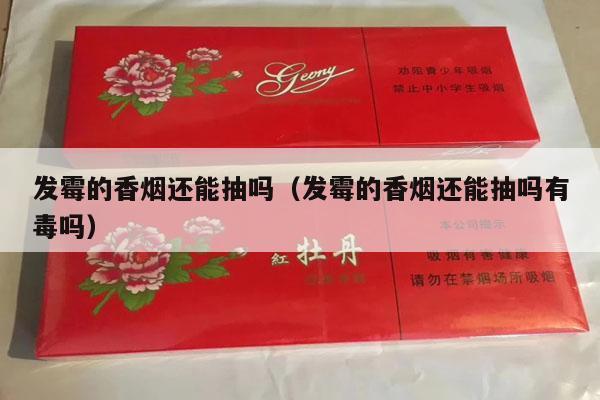 Geony
劝阻青少年吸烟
禁止中小学生吸烟
发霉的香烟还能抽吗（发霉的香烟还能抽吗有
毒吗）
本公司提示
紅牡丹
吸烟有害健康
请勿在禁烟场所吸烟